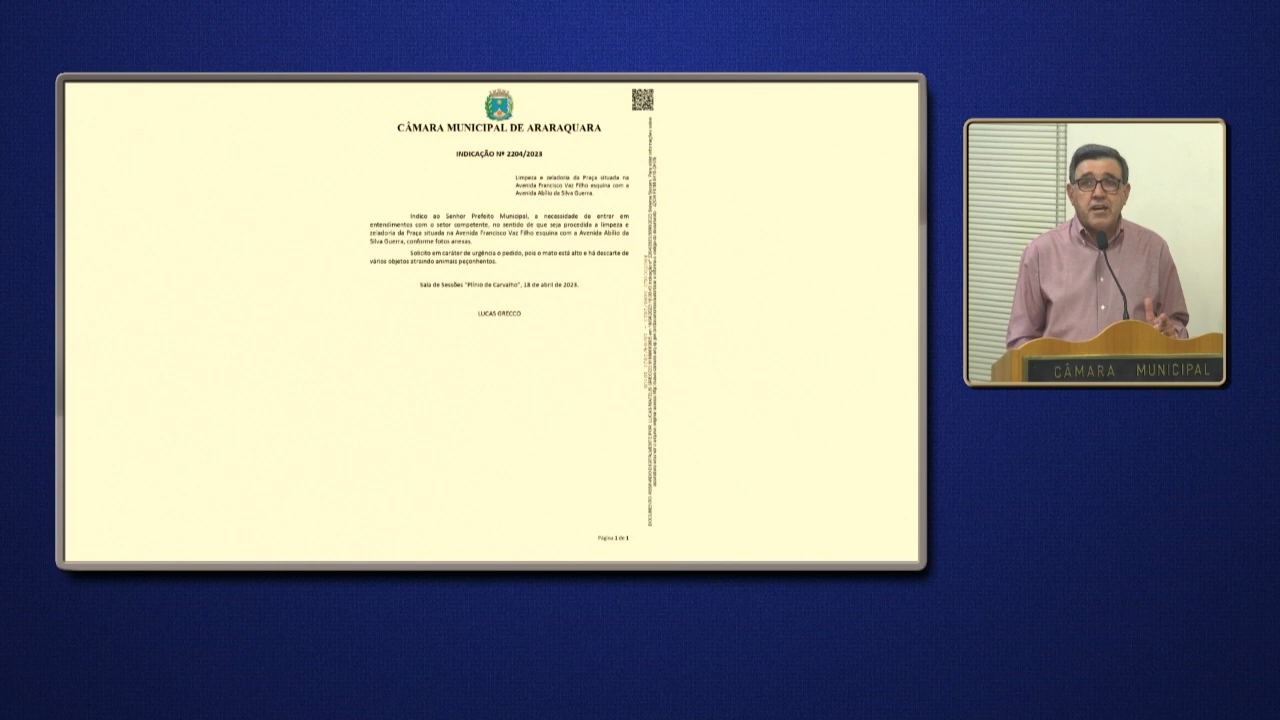 CÂMARA MUNICIPAL DE ARARAQUARA
INDICAÇÃO Nº 2204/2023
Limpeza e zeladoria da Praça situada na
Avenida Francisco Vaz Filho esquina com a
Avenida Abílio da Silva Guerra.
Indico ao Senhor Prefeito Municipal, a necessidade de entrar em
entendimentos com o setor competente, no sentido de que seja procedida a limpeza e
zeladoria da Praça situada na Avenida Francisco Vaz Filho esquina com a Avenida Abílio da
Silva Guerra, conforme fotos anexas.
Solicito em caráter de urgência o pedido, pois o mato está alto e há descarte de
vários objetos atraindo animais peçonhentos.
Sala de Sessões "Plínio de Carvalho", 18 de abril de 2023.
LUCAS GRECCO
Página 1 de 1
CÂMARA MUNICIPAL